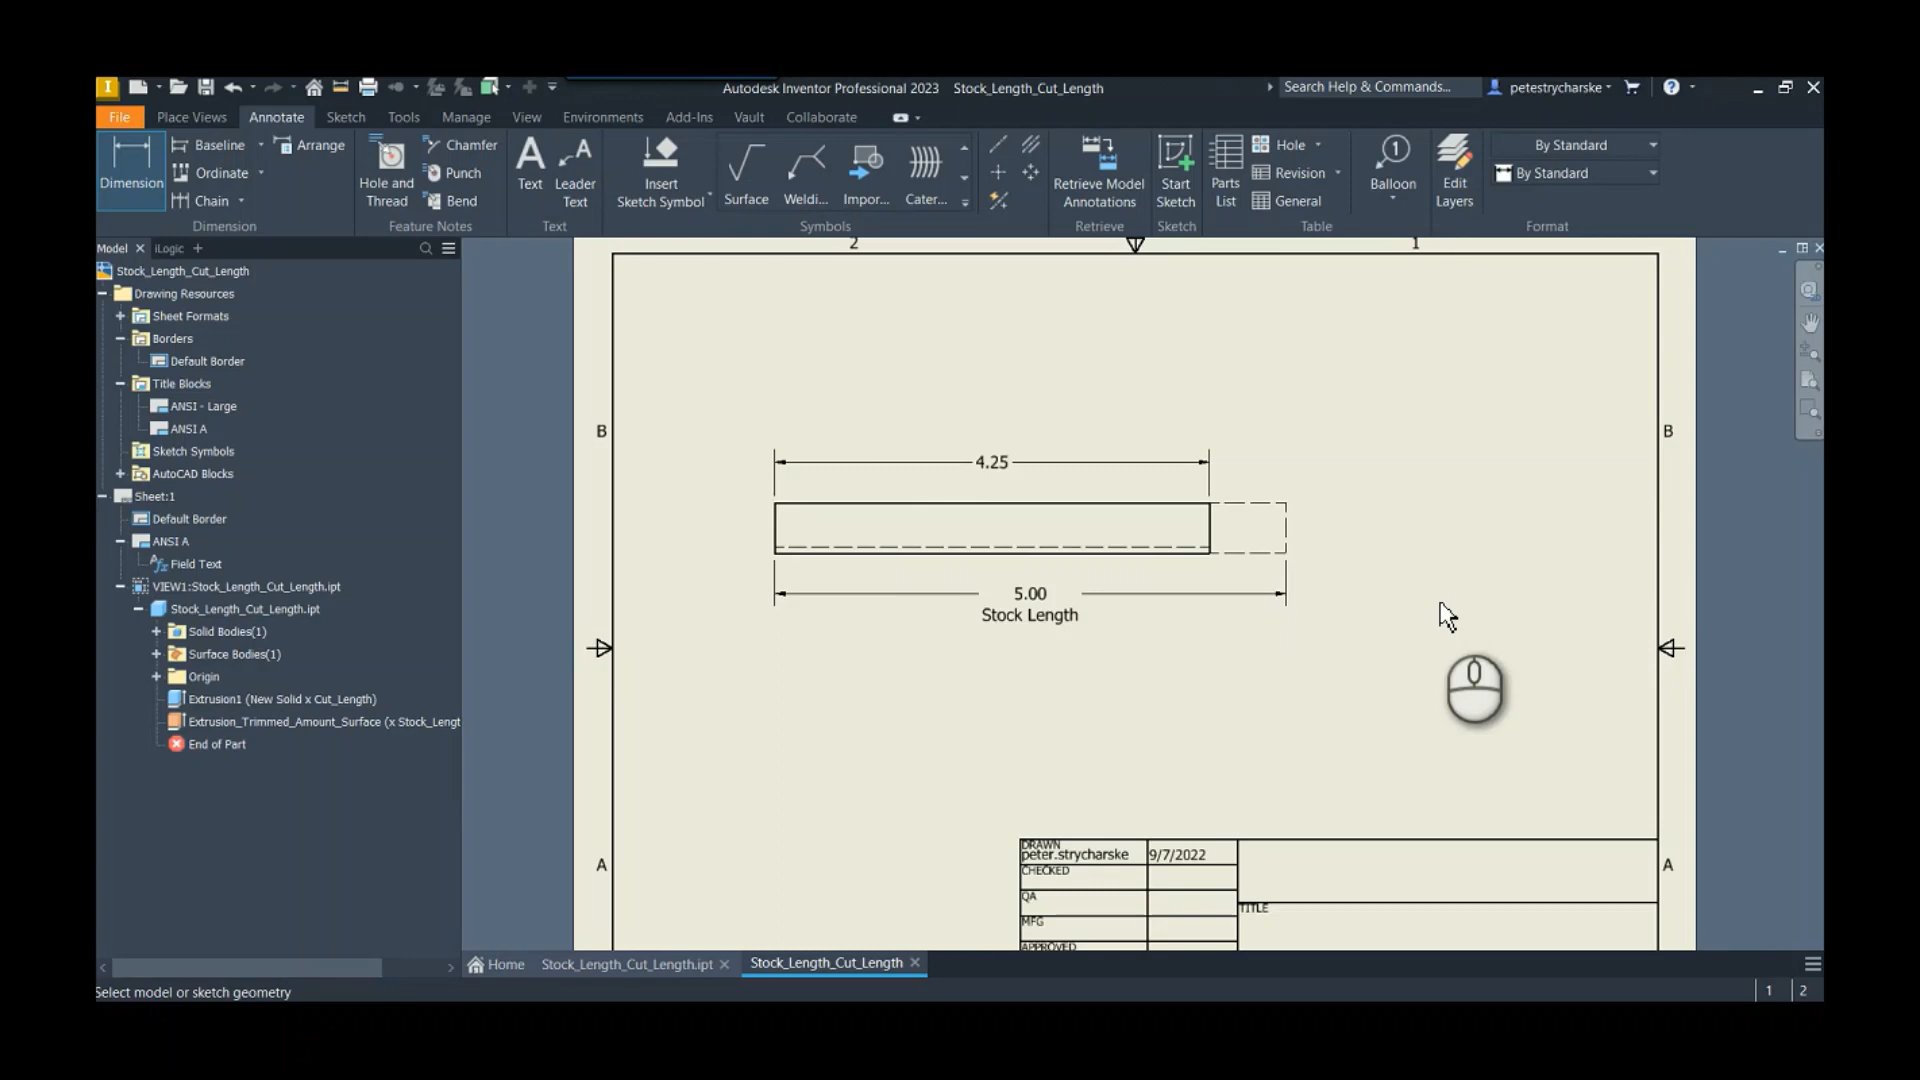 Autodesk Inventor Professional 2023 Stock_Length_Cut_Length
Search Help & Commands...
petestrycharske
File Place Views Annotate Sketch Tools Manage View Environments Add-Ins Vault Collaborate
Dimension
Baseline
Ordinate
Chain
Arrange
Dimension
Hole and Thread
Chamfer
Punch
Bend
Feature Notes
Text
Leader Text
Text
Insert Sketch Symbol
Surface
Weldi...
Impor...
Cater...
Symbols
Retrieve Model Annotations
Retrieve
Start Sketch
Sketch
Parts List
Hole
Revision
General
Table
Balloon
Edit Layers
By Standard
By Standard
Format
Model
iLogic
Stock_Length_Cut_Length
Drawing Resources
Sheet Formats
Borders
Default Border
Title Blocks
ANSI - Large
ANSI A
Sketch Symbols
AutoCAD Blocks
Sheet:1
Default Border
ANSI A
Field Text
VIEW1:Stock_Length_Cut_Length.ipt
Stock_Length_Cut_Length.ipt
Solid Bodies(1)
Surface Bodies(1)
Origin
Extrusion1 (New Solid x Cut_Length)
Extrusion_Trimmed_Amount_Surface (x Stock_Lengt
End of Part
2 1
B B
4.25
5.00
Stock Length
A A
DRAWN
peter.strycharske 9/7/2022
CHECKED
QA
MFG
APPROVED
TITLE
Home Stock_Length_Cut_Length.ipt Stock_Length_Cut_Length
Select model or sketch geometry
1 2